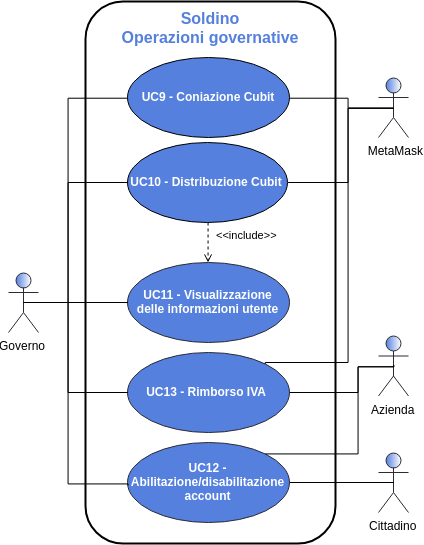 Soldino
Operazioni governative
UC9 - Coniazione Cubit
MetaMask
UC10 - Distribuzione Cubit
<<include>>
UC11 - Visualizzazione
delle informazioni utente
Governo
UC13 - Rimborso IVA
Azienda
UC12 -
Abilitazione/disabilitazione
account
Cittadino